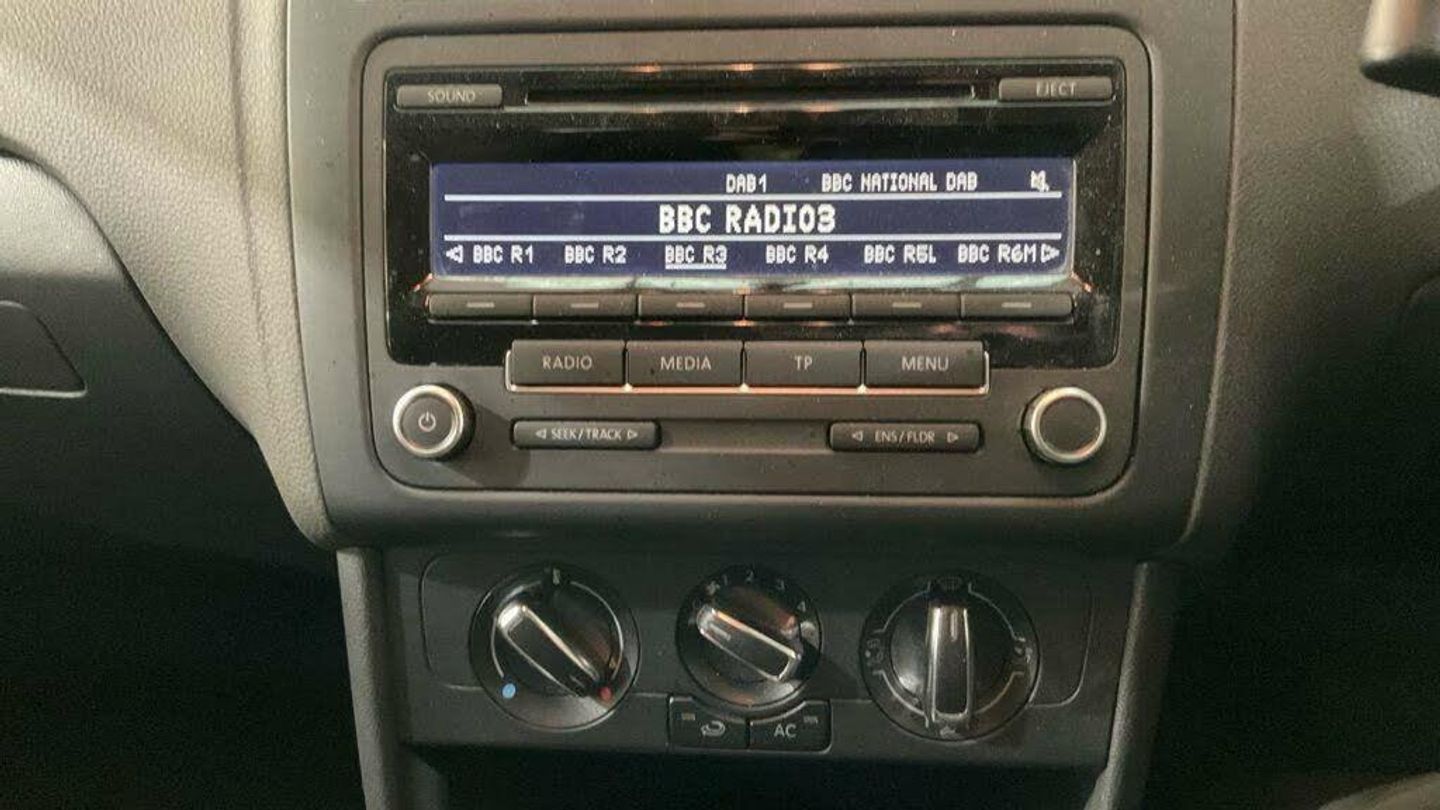 SOUND EJECT
DAB1 BBC NATIONAL DAB
BBC RADIO3
BBC R1 BBC R2 BBC R3 BBC R4 BBC R5L BBC R6M
RADIO MEDIA TP MENU
SEEK/TRACK ENS/FLDR
1 2 3 4
AC